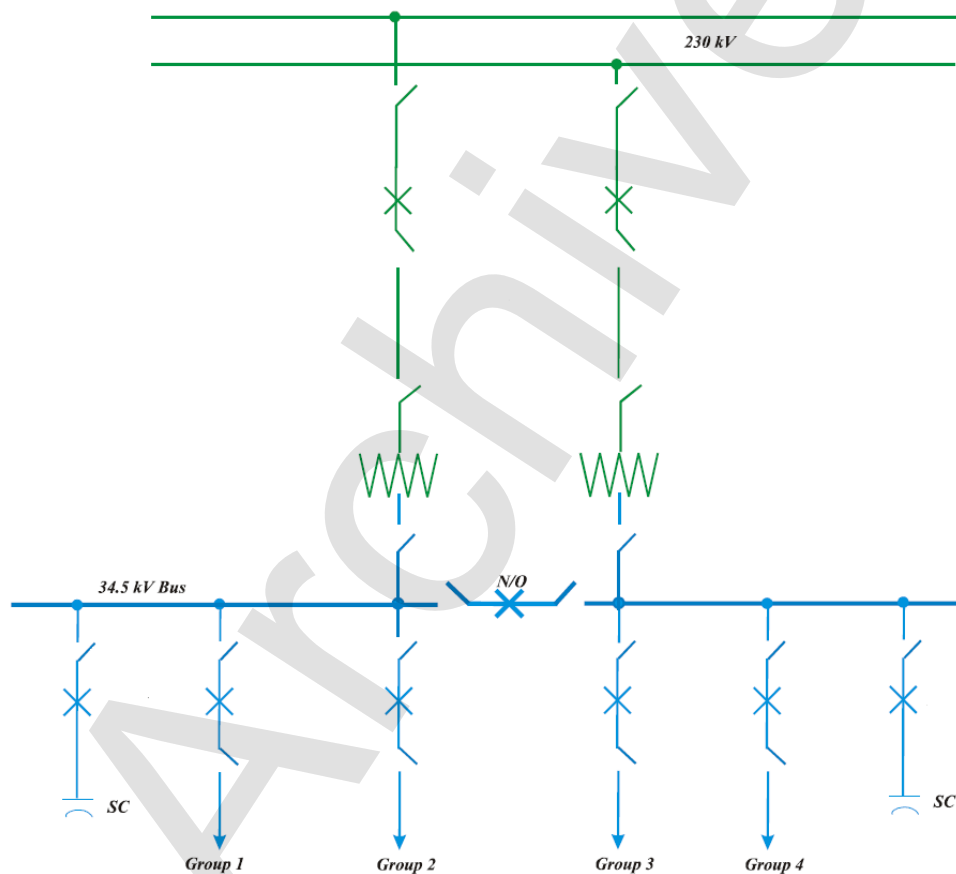 230 kV
N/O
34.5 kV Bus
SC
SC
Group 1
Group 2
Group 3
Group 4
Archive